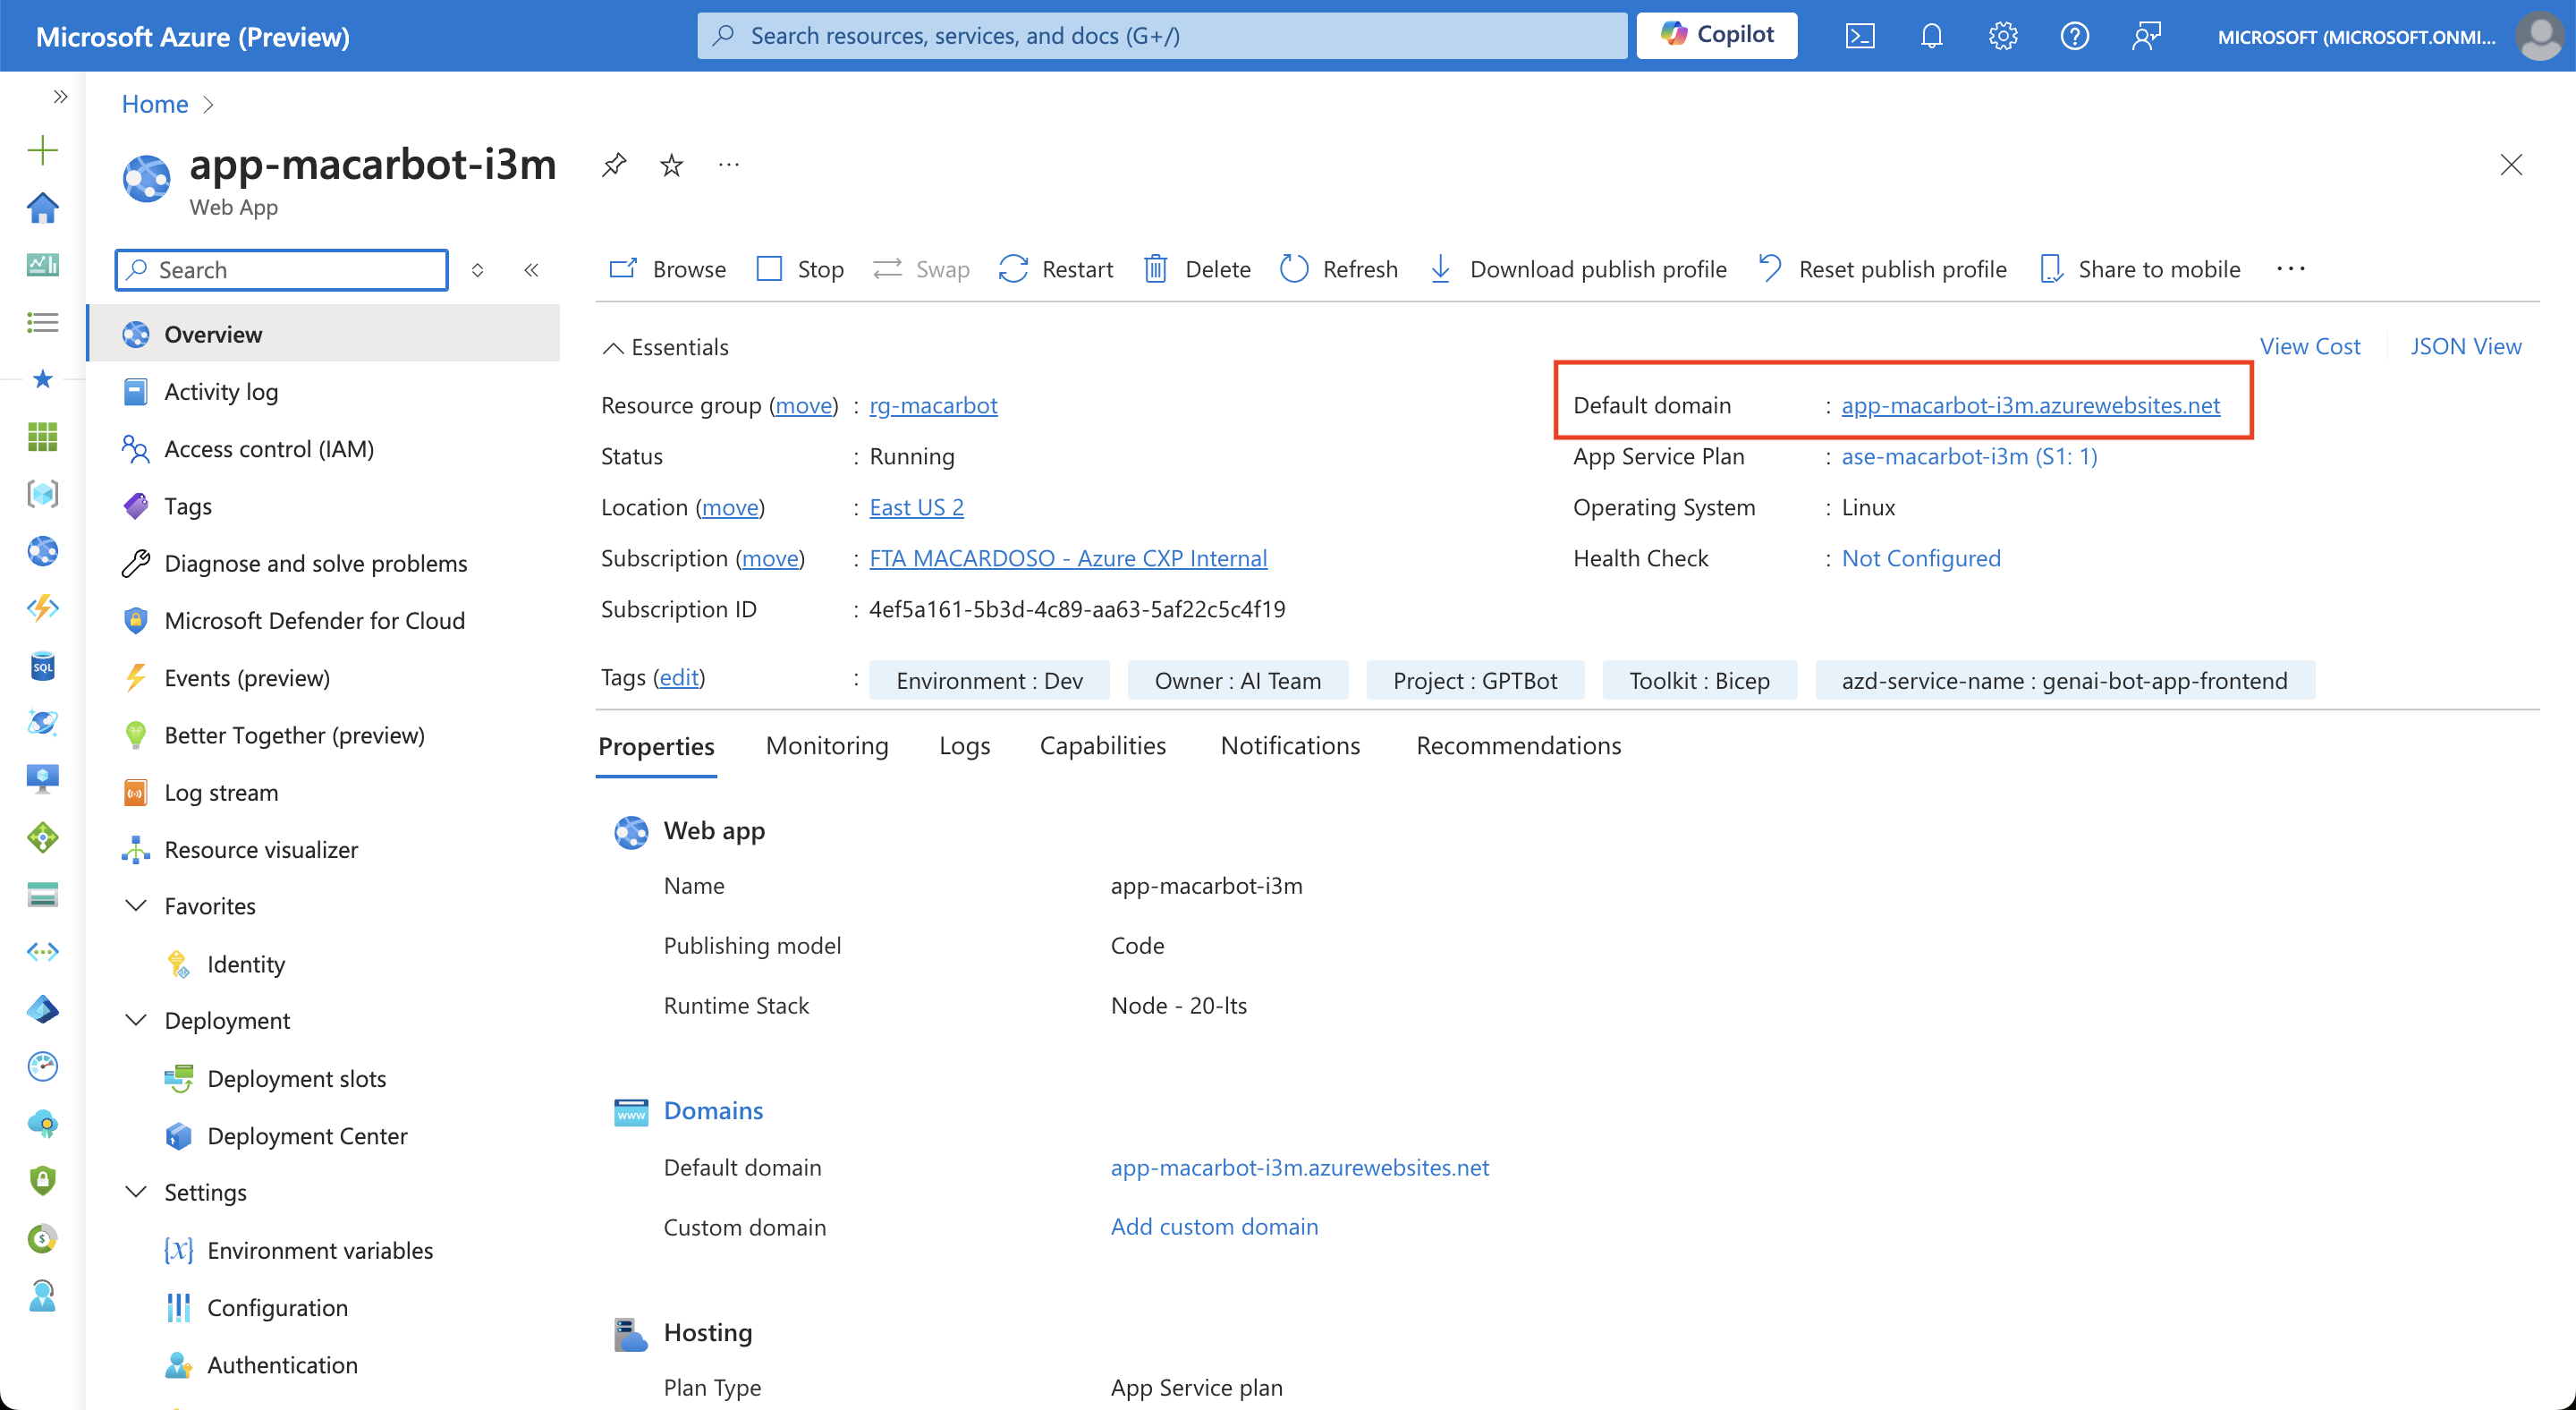 Microsoft Azure (Preview)
Search resources, services, and docs (G+/)
Copilot
MICROSOFT (MICROSOFT.ONMI...
Home
app-macarbot-i3m
Web App
Search
Browse
Stop
Swap
Restart
Delete
Refresh
Download publish profile
Reset publish profile
Share to mobile
Overview
Activity log
Access control (IAM)
Tags
Diagnose and solve problems
Microsoft Defender for Cloud
Events (preview)
Better Together (preview)
Log stream
Resource visualizer
Favorites
Identity
Deployment
Deployment slots
Deployment Center
Settings
Environment variables
Configuration
Authentication
Essentials
View Cost
JSON View
Resource group (move) : rg-macarbot
Status : Running
Location (move) : East US 2
Subscription (move) : FTA MACARDOSO - Azure CXP Internal
Subscription ID : 4ef5a161-5b3d-4c89-aa63-5af22c5c4f19
Default domain : app-macarbot-i3m.azurewebsites.net
App Service Plan : ase-macarbot-i3m (S1: 1)
Operating System : Linux
Health Check : Not Configured
Tags (edit) : Environment : Dev Owner : AI Team Project : GPTBot Toolkit : Bicep azd-service-name : genai-bot-app-frontend
Properties Monitoring Logs Capabilities Notifications Recommendations
Web app
Name app-macarbot-i3m
Publishing model Code
Runtime Stack Node - 20-lts
www
Domains
Default domain app-macarbot-i3m.azurewebsites.net
Custom domain Add custom domain
Hosting
Plan Type App Service plan
SQL